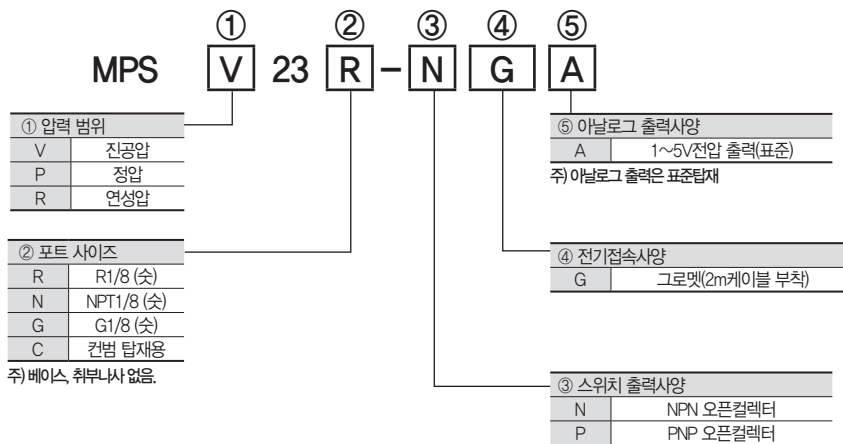 ① ② ③ ④ ⑤
MPS V 23 R - N G A
① 압력 범위
V 진공압
P 정압
R 연성압
② 포트 사이즈
R R1/8 (숫)
N NPT1/8 (숫)
G G1/8 (숫)
C 컨범 탑재용
주) 베이스, 취부나사 없음.
⑤ 아날로그 출력사양
A 1～5V전압 출력(표준)
주) 아날로그 출력은 표준탑재
④ 전기접속사양
G 그로멧(2m케이블 부착)
③ 스위치 출력사양
N NPN 오픈컬렉터
P PNP 오픈컬렉터